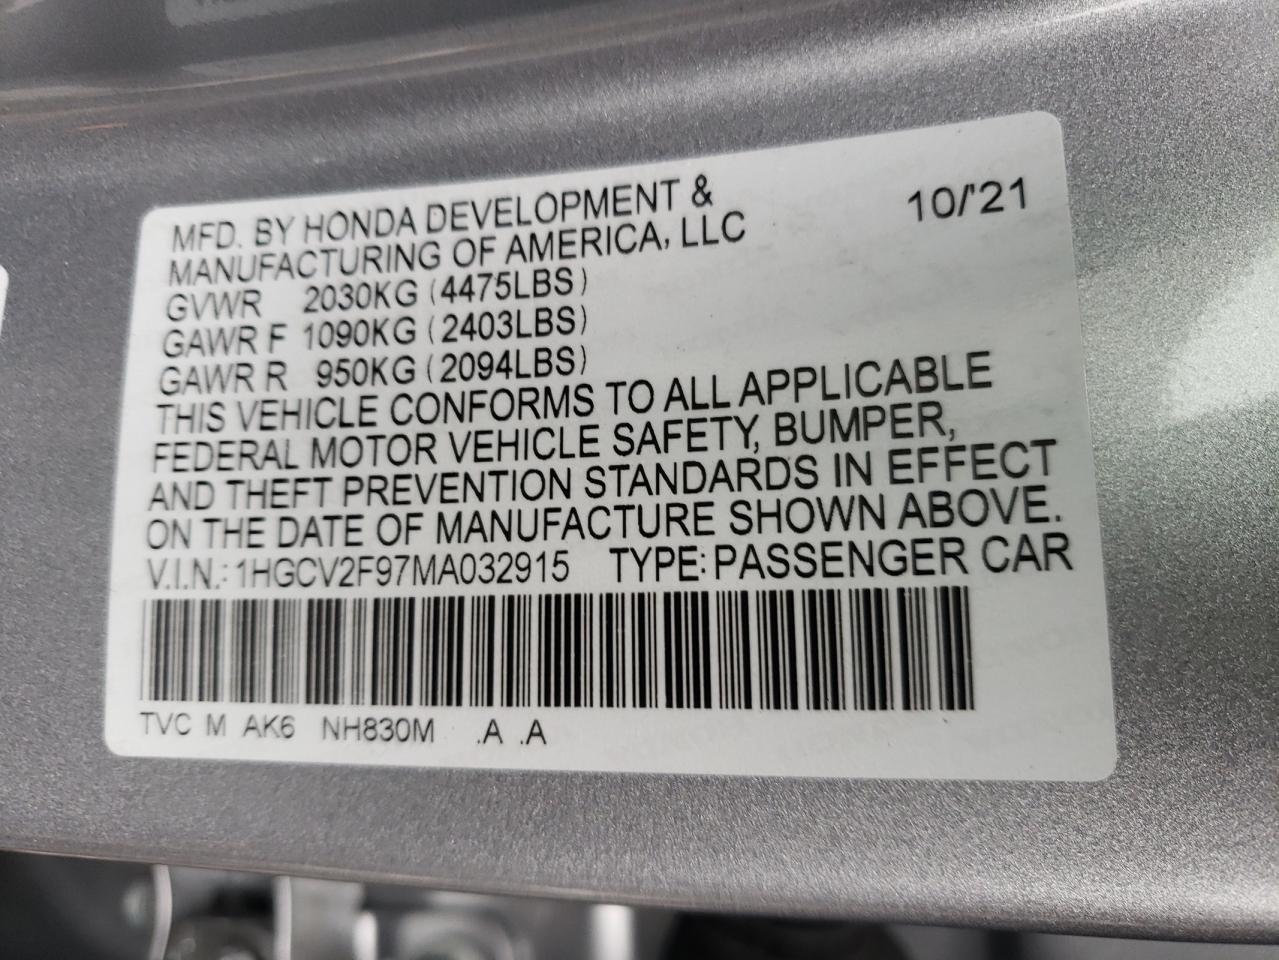 MFD. BY HONDA DEVELOPMENT & 10/'21
MANUFACTURING OF AMERICA, LLC
GVWR 2030KG (4475LBS)
GAWR F 1090KG (2403LBS)
GAWR R 950KG (2094LBS)
THIS VEHICLE CONFORMS TO ALL APPLICABLE
FEDERAL MOTOR VEHICLE SAFETY, BUMPER,
AND THEFT PREVENTION STANDARDS IN EFFECT
ON THE DATE OF MANUFACTURE SHOWN ABOVE.
V.I.N.: 1HGCV2F97MA032915 TYPE: PASSENGER CAR
TVC M AK6 NH830M .A .A